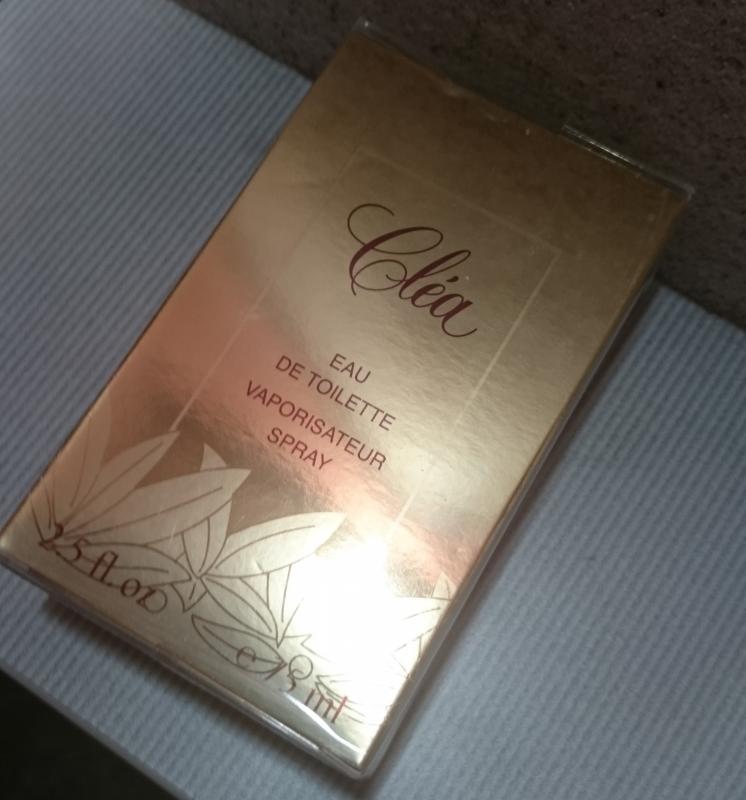 Cléa
EAU
DE TOILETTE
VAPORISATEUR
SPRAY
2.5 fl.oz
e 75 ml